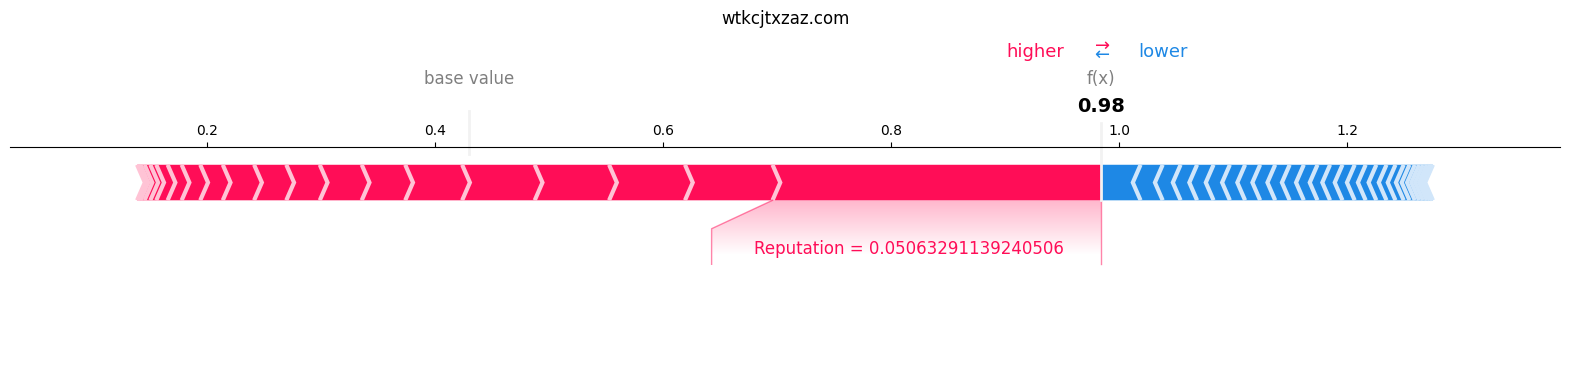 wtkcjtxzaz.com
higher ⇄ lower
base value
f(x)
0.98
0.2 0.4 0.6 0.8 1.0 1.2
Reputation = 0.05063291139240506